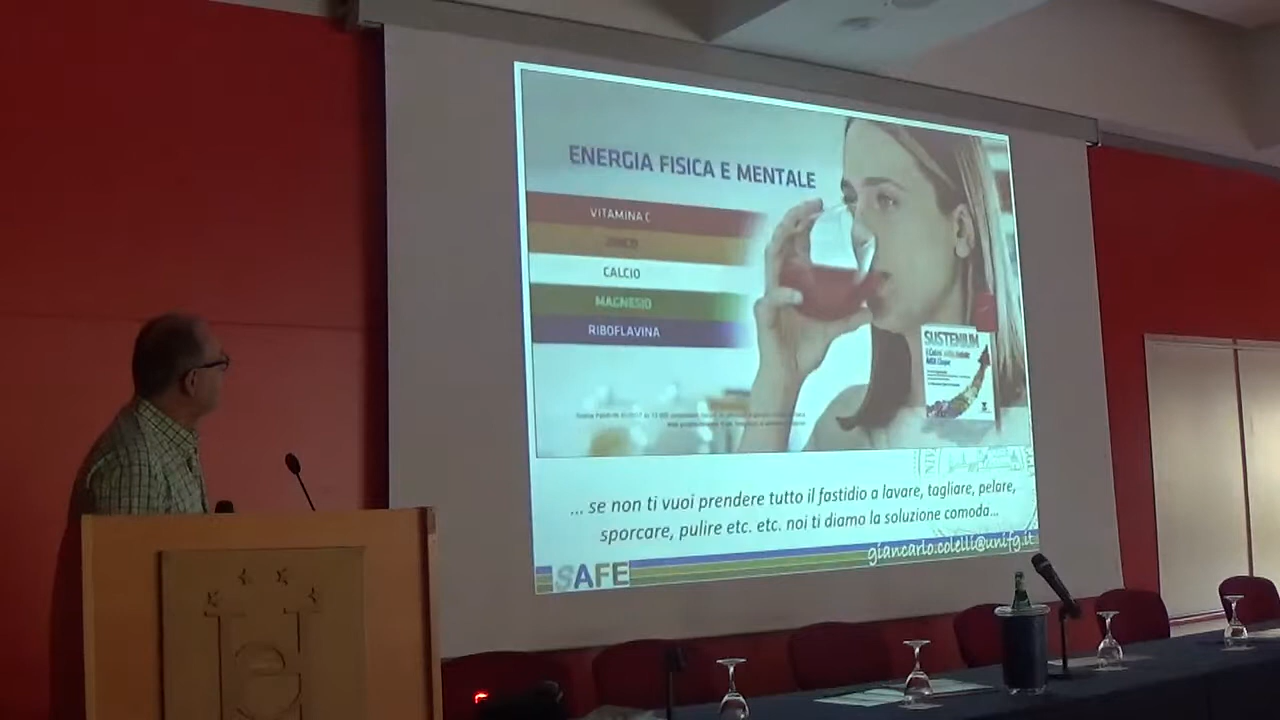 ENERGIA FISICA E MENTALE
VITAMINA C
ZINCO
CALCIO
MAGNESIO
RIBOFLAVINA
SUSTENIUM
... se non ti vuoi prendere tutto il fastidio a lavare, tagliare, pelare,
sporcare, pulire etc. etc. noi ti diamo la soluzione comoda...
giancarlo.colelli@unifg.it
SAFE